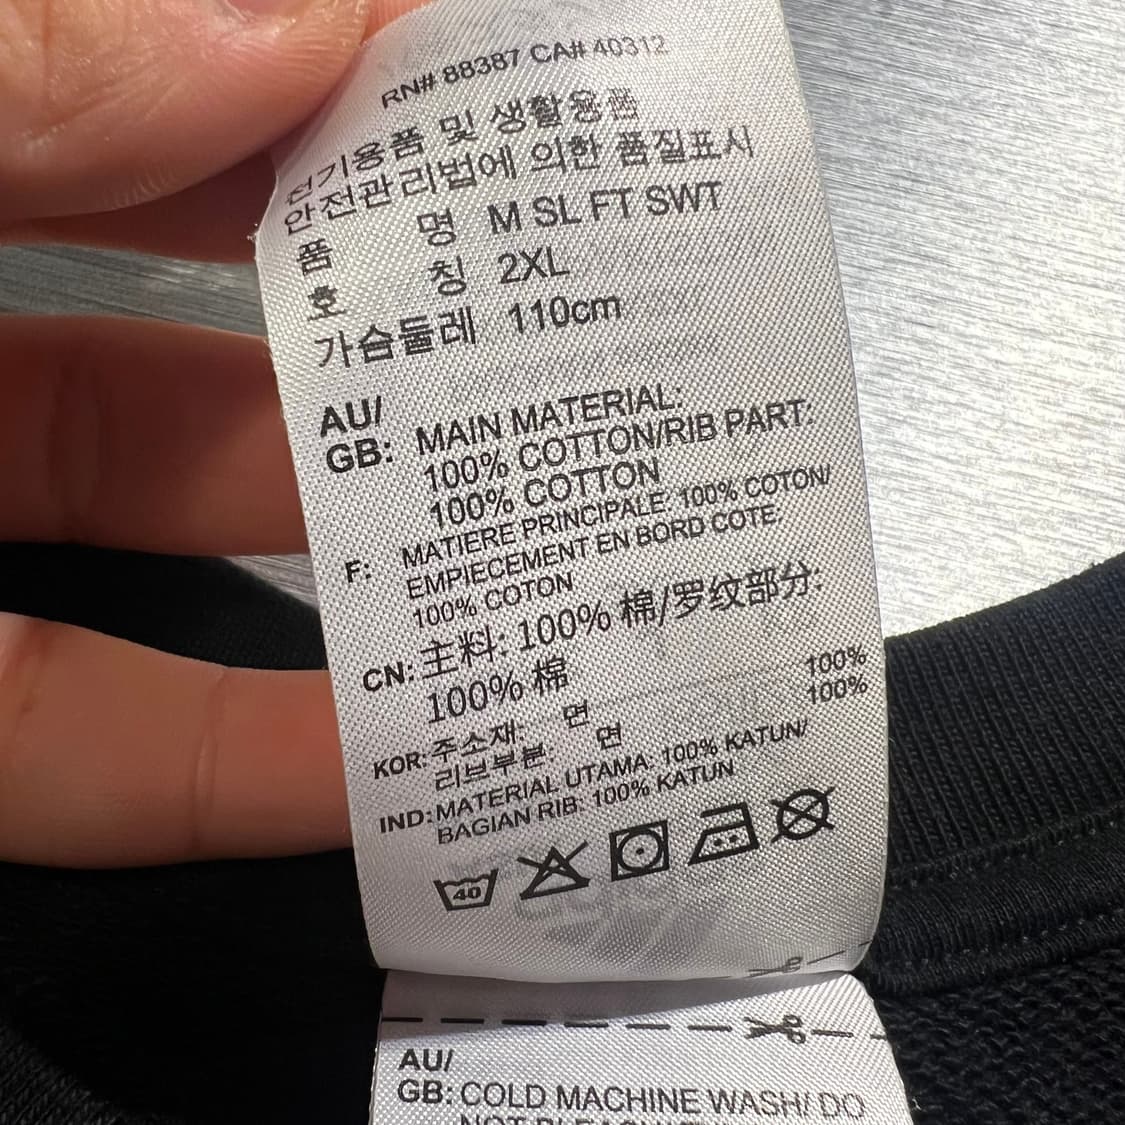 RN# 88387 CA# 40312
전기용품 및 생활용품
안전관리법에 의한 품질표시
품 명 M SL FT SWT
호 칭 2XL
가슴둘레 110cm
AU/
GB: MAIN MATERIAL:
100% COTTON/RIB PART:
100% COTTON
F: MATIERE PRINCIPALE: 100% COTON/
EMPIECEMENT EN BORD COTE:
100% COTON
CN: 主料: 100% 棉/罗纹部分:
100% 棉
KOR: 주소재: 면 100%
리브부분: 면 100%
IND: MATERIAL UTAMA: 100% KATUN/
BAGIAN RIB: 100% KATUN
40
AU/
GB: COLD MACHINE WASH/ DO
NOT BLEACH/